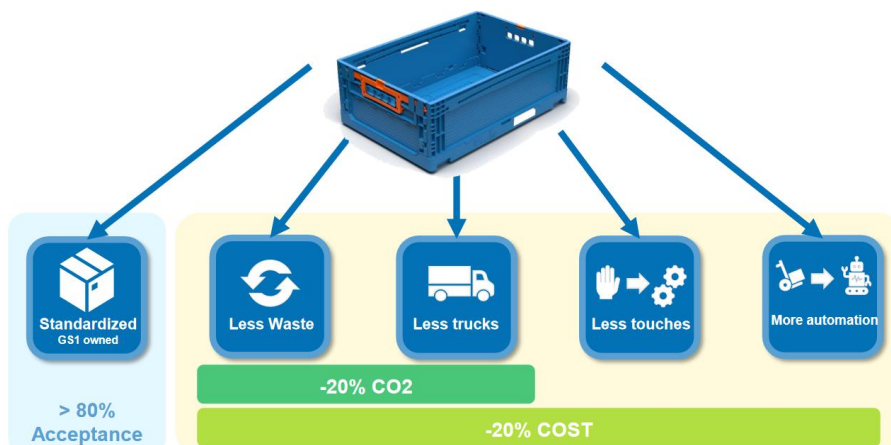 Standardized
GS1 owned
Less Waste
Less trucks
Less touches
More automation
-20% CO2
> 80%
Acceptance
-20% COST